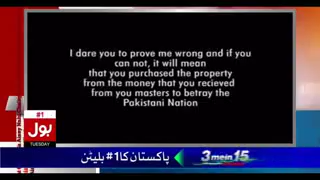 I dare you to prove me wrong and if you
can not, it will mean
that you purchased the property
from the money that you recieved
from you masters to betray the
Pakistani Nation
#1
بول
TUESDAY
پاکستان کا #1 بلیٹن
3 mein 15